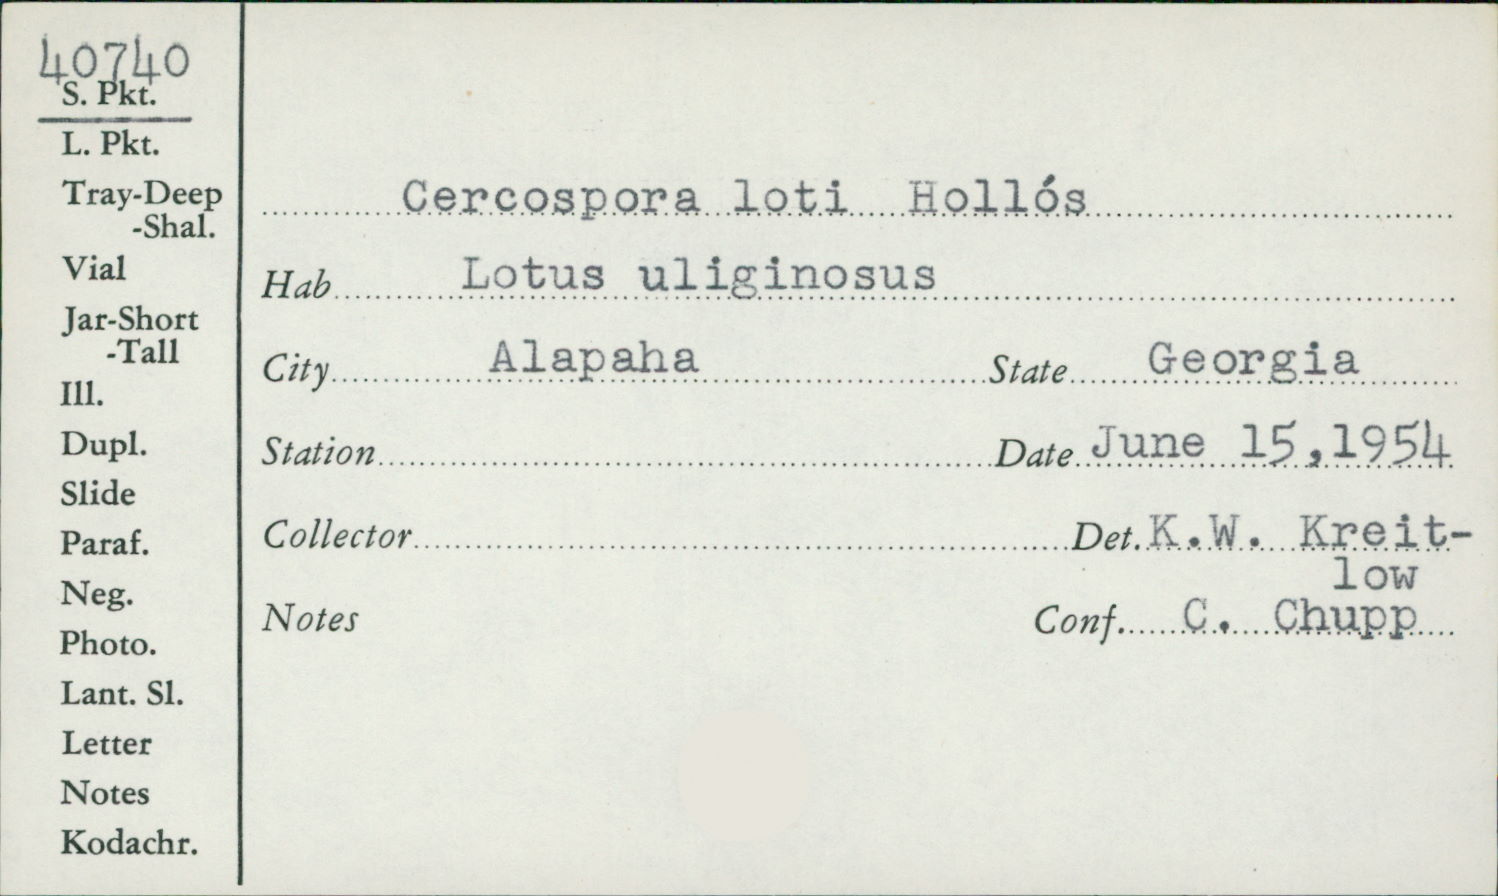 40740
S. Pkt.
L. Pkt.
Tray-Deep
-Shal.
Vial
Jar-Short
-Tall
Ill.
Dupl.
Slide
Paraf.
Neg.
Photo.
Lant. Sl.
Letter
Notes
Kodachr.
Cercospora loti Hollós
Hab Lotus uliginosus
City Alapaha State Georgia
Station Date June 15, 1954
Collector Det. K.W. Kreit-
low
Notes Conf. C. Chupp